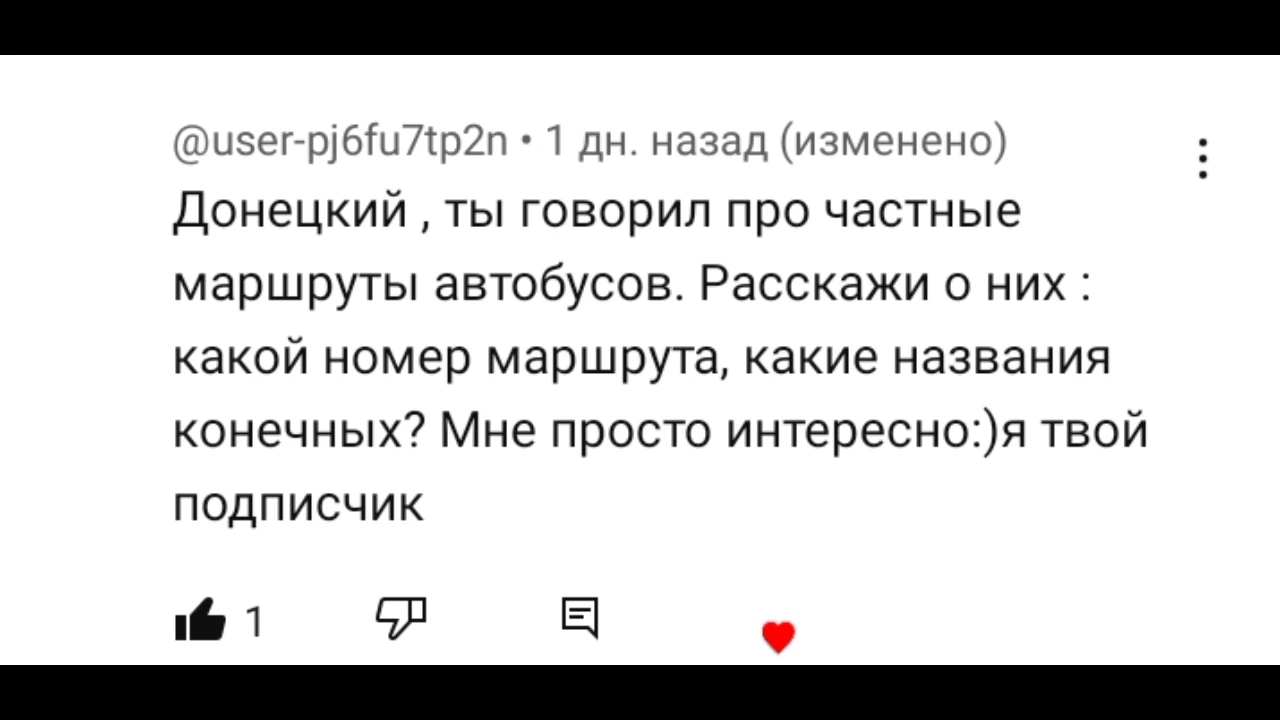 @user-pj6fu7tp2n • 1 дн. назад (изменено)
Донецкий , ты говорил про частные
маршруты автобусов. Расскажи о них :
какой номер маршрута, какие названия
конечных? Мне просто интересно:)я твой
подписчик
1